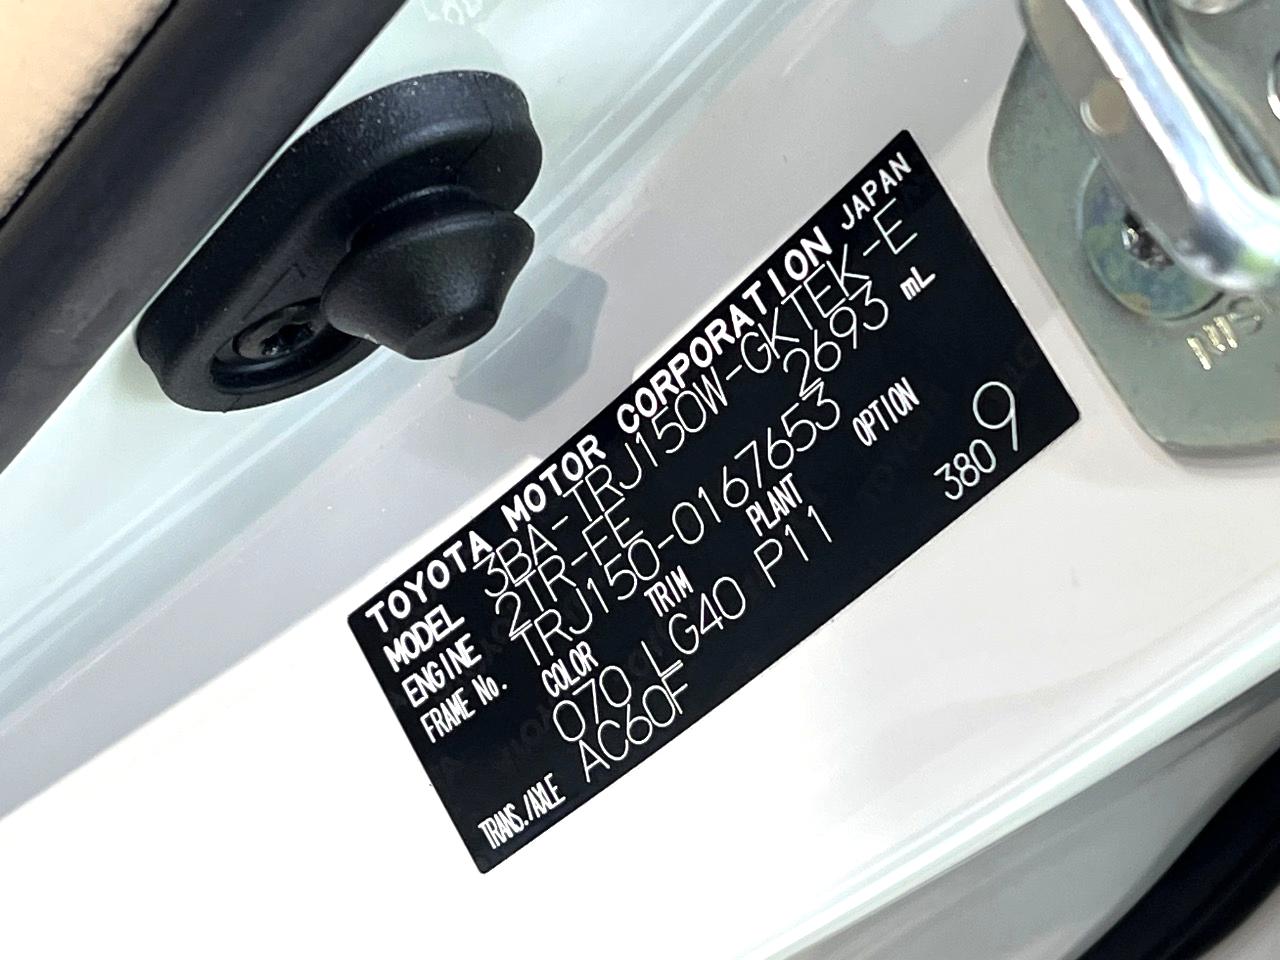 TOYOTA MOTOR CORPORATION JAPAN
MODEL 3BA-TRJ150W-GKTEK-E
ENGINE 2TR-FE 2693 mL
FRAME No. TRJ150-0167653
COLOR TRIM PLANT OPTION
070 LG40 P11 3809
TRANS./AXLE AC60F